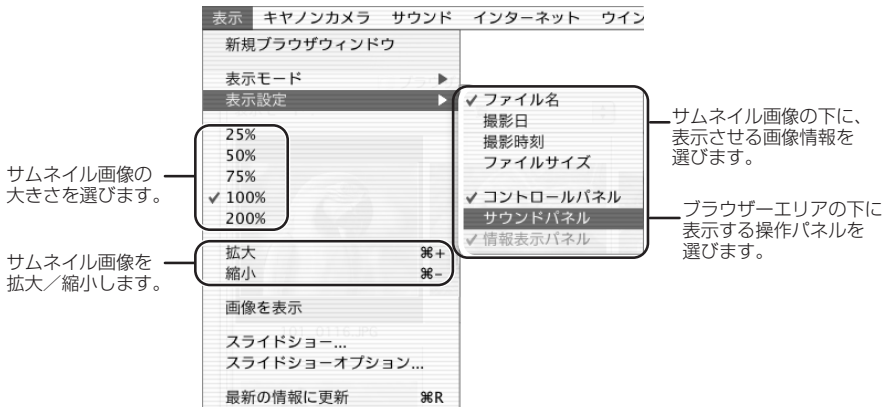 表示 キヤノンカメラ サウンド インターネット ウイン
新規ブラウザウィンドウ
表示モード ▶
表示設定 ▶
25%
50%
75%
✓ 100%
200%
拡大 ⌘+
縮小 ⌘-
画像を表示
スライドショー...
スライドショーオプション...
最新の情報に更新 ⌘R
✓ ファイル名
撮影日
撮影時刻
ファイルサイズ
✓ コントロールパネル
サウンドパネル
✓ 情報表示パネル
サムネイル画像の
大きさを選びます。
サムネイル画像を
拡大／縮小します。
サムネイル画像の下に、
表示させる画像情報を
選びます。
ブラウザーエリアの下に
表示する操作パネルを
選びます。